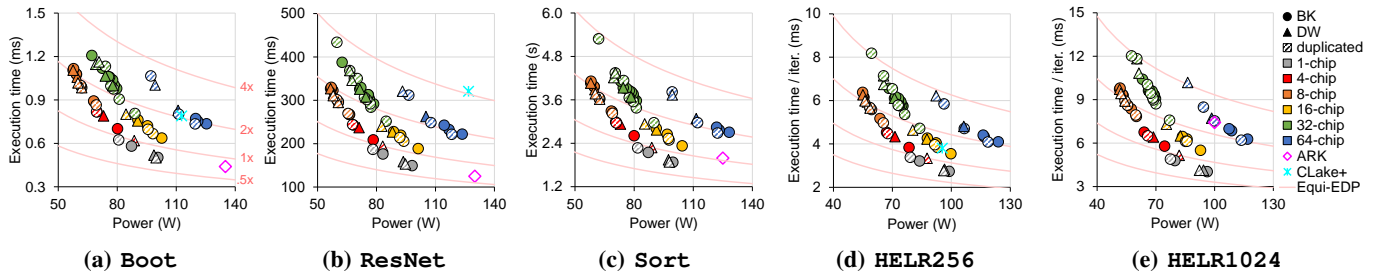 Execution time (ms)
1.5
1.2
0.9
0.6
0.3
50
80
110
140
Power (W)
4x
2x
1x
.5x
(a) Boot
Execution time (ms)
500
400
300
200
100
50
80
110
140
Power (W)
(b) ResNet
Execution time (s)
6.0
4.8
3.6
2.4
1.2
50
80
110
140
Power (W)
(c) Sort
Execution time / iter. (ms)
10
8
6
4
2
40
70
100
130
Power (W)
(d) HELR256
Execution time / iter. (ms)
15
12
9
6
3
40
70
100
130
Power (W)
(e) HELR1024
BK
DW
duplicated
1-chip
4-chip
8-chip
16-chip
32-chip
64-chip
ARK
CLake+
Equi-EDP